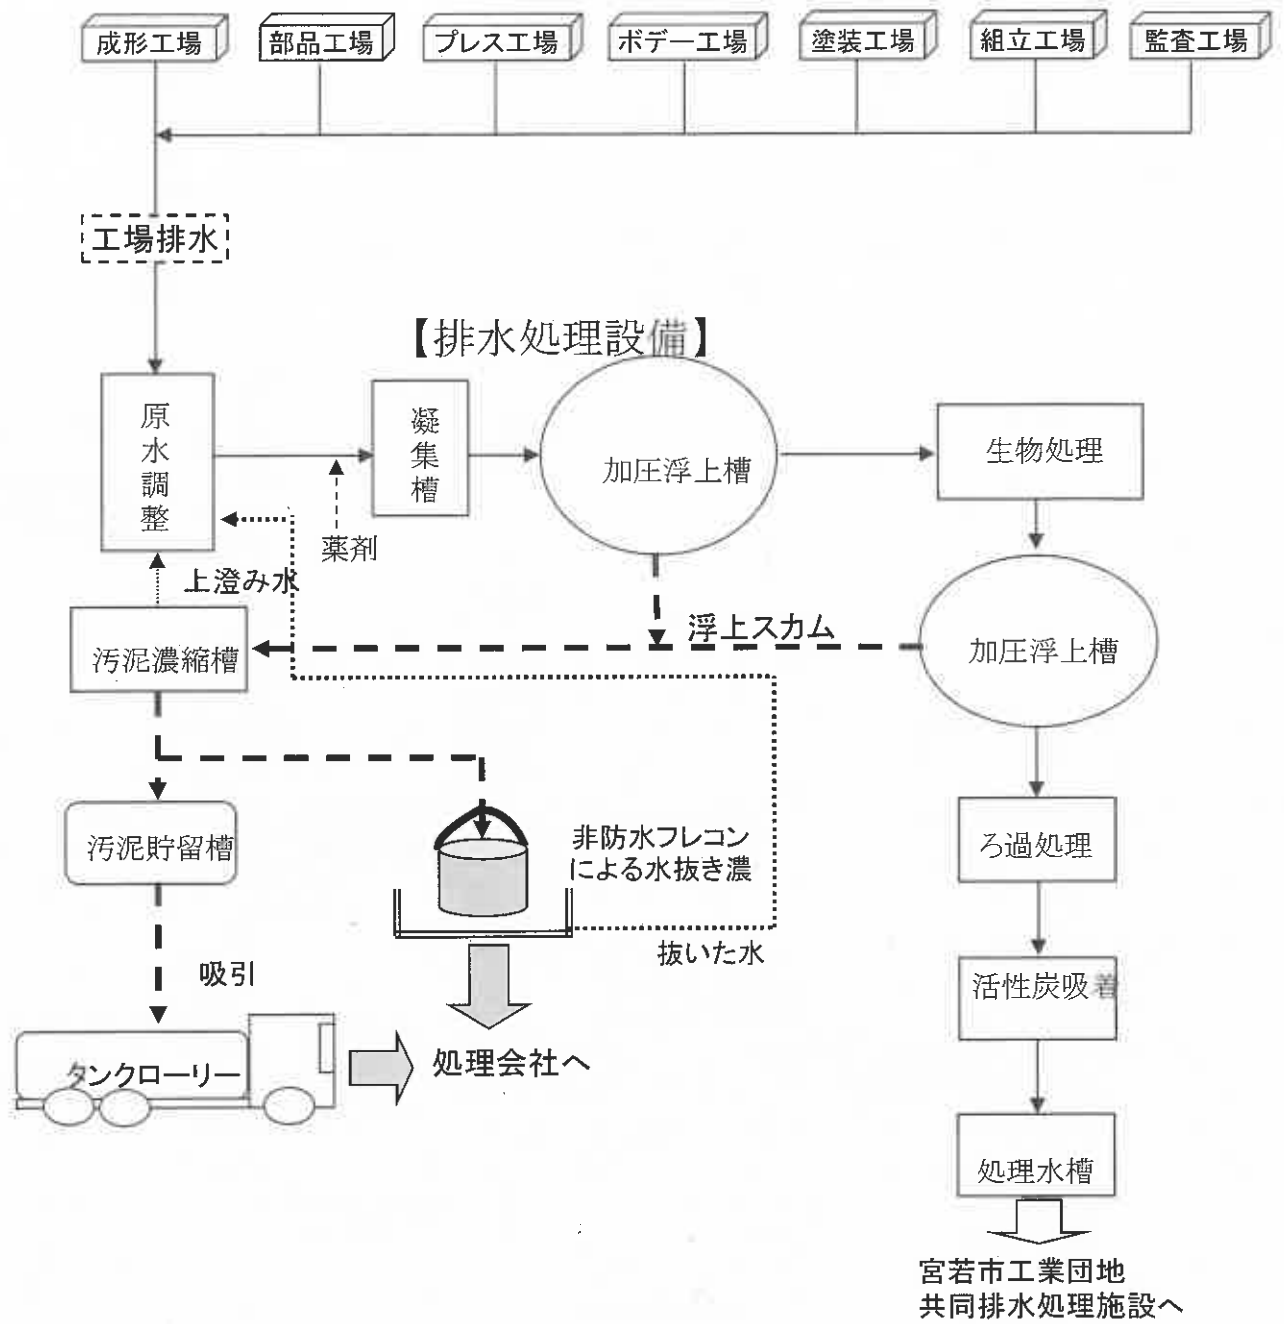 成形工場
部品工場
プレス工場
ボデー工場
塗装工場
組立工場
監査工場
工場排水
【排水処理設備】
原水調整
凝集槽
加圧浮上槽
生物処理
薬剤
上澄み水
浮上スカム
汚泥濃縮槽
加圧浮上槽
汚泥貯留槽
非防水フレコン
による水抜き濃
ろ過処理
抜いた水
吸引
活性炭吸着
タンクローリー
処理会社へ
処理水槽
宮若市工業団地
共同排水処理施設へ